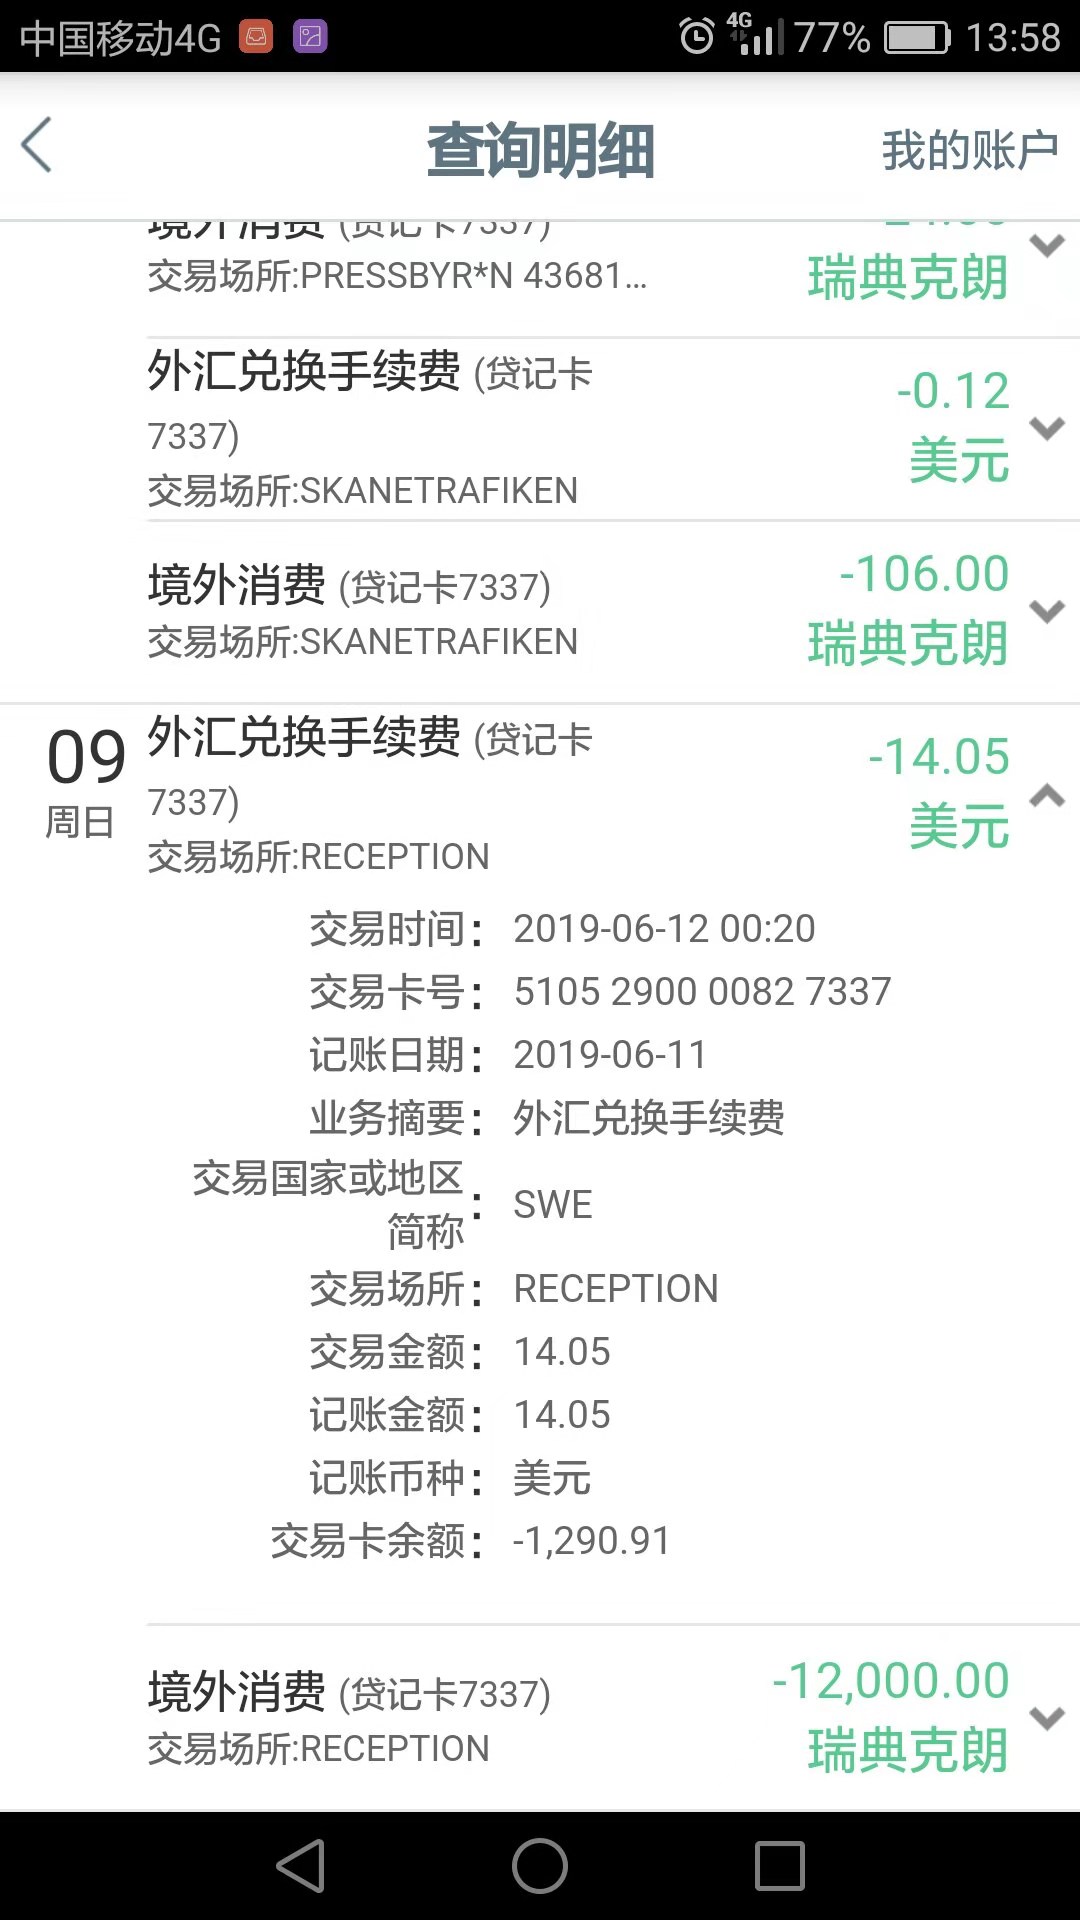 中国移动4G 4G 77% 13:58
查询明细 我的账户
境外消费 (贷记卡7337)
交易场所:PRESSBYR*N 43681...
瑞典克朗
外汇兑换手续费 (贷记卡
7337)
-0.12
美元
交易场所:SKANETRAFIKEN
境外消费 (贷记卡7337)
-106.00
交易场所:SKANETRAFIKEN
瑞典克朗
09
周日
外汇兑换手续费 (贷记卡
7337)
-14.05
美元
交易场所:RECEPTION
交易时间: 2019-06-12 00:20
交易卡号: 5105 2900 0082 7337
记账日期: 2019-06-11
业务摘要: 外汇兑换手续费
交易国家或地区
简称: SWE
交易场所: RECEPTION
交易金额: 14.05
记账金额: 14.05
记账币种: 美元
交易卡余额: -1,290.91
境外消费 (贷记卡7337)
-12,000.00
交易场所:RECEPTION
瑞典克朗